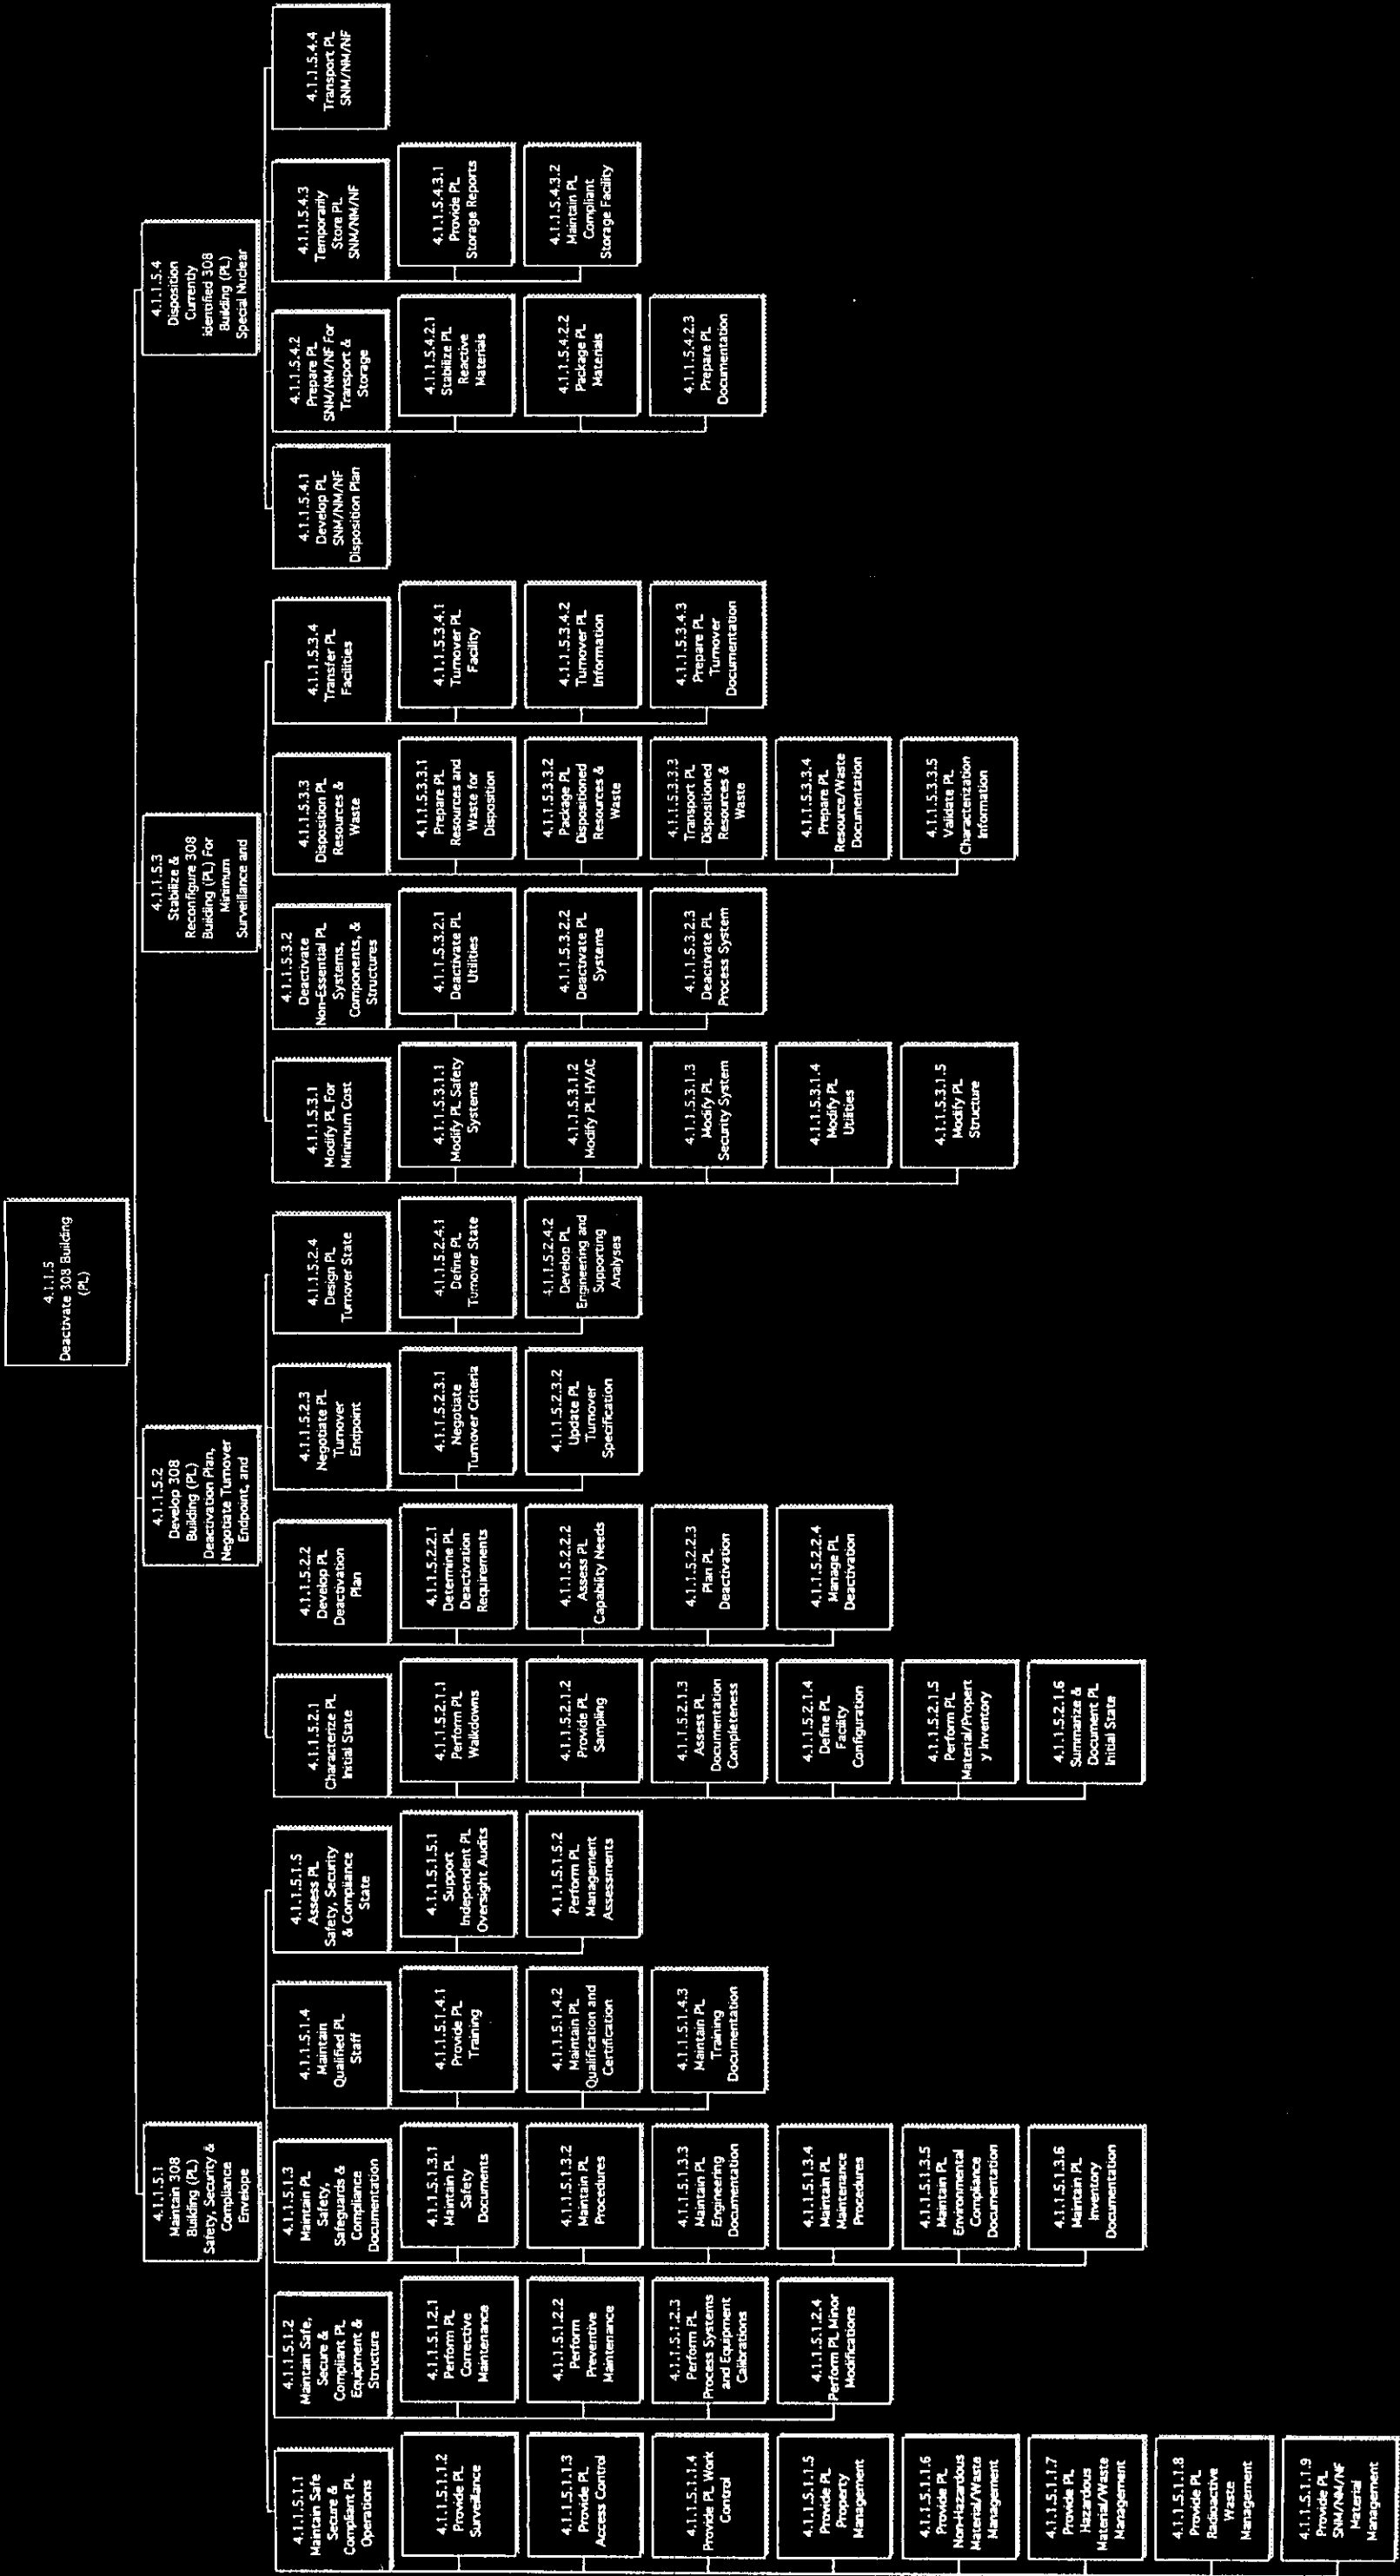 4.1.1.5
Deactivate 308 Building
(PL)
4.1.1.5.1
Maintain 308
Building (PL)
Safety, Security &
Compliance
Envelope
4.1.1.5.2
Develop 308
Building (PL)
Deactivation Plan,
Negotiate Turnover
Endpoint, and
4.1.1.5.3
Stabilize &
Reconfigure 308
Building (PL) For
Minimum
Surveillance and
4.1.1.5.4
Disposition
Currently
identified 308
Building (PL)
Special Nuclear
4.1.1.5.1.1
Maintain Safe
Secure &
Compliant PL
Operations
4.1.1.5.1.1.2
Provide PL
Surveillance
4.1.1.5.1.1.3
Provide PL
Access Control
4.1.1.5.1.1.4
Provide PL Work
Control
4.1.1.5.1.1.5
Provide PL
Property
Management
4.1.1.5.1.1.6
Provide PL
Non-Hazardous
Material/Waste
Management
4.1.1.5.1.1.7
Provide PL
Hazardous
Material/Waste
Management
4.1.1.5.1.1.8
Provide PL
Radioactive
Waste
Management
4.1.1.5.1.1.9
Provide PL
SNM/NM/NF
Material
Management
4.1.1.5.1.2
Maintain Safe,
Secure &
Compliant PL
Equipment &
Structure
4.1.1.5.1.2.1
Perform PL
Corrective
Maintenance
4.1.1.5.1.2.2
Perform
Preventive
Maintenance
4.1.1.5.1.2.3
Perform PL
Process Systems
and Equipment
Calibrations
4.1.1.5.1.2.4
Perform PL Minor
Modifications
4.1.1.5.1.3
Maintain PL
Safety,
Safeguards &
Compliance
Documentation
4.1.1.5.1.3.1
Maintain PL
Safety
Documents
4.1.1.5.1.3.2
Maintain PL
Procedures
4.1.1.5.1.3.3
Maintain PL
Engineering
Documentation
4.1.1.5.1.3.4
Maintain PL
Maintenance
Procedures
4.1.1.5.1.3.5
Maintain PL
Environmental
Compliance
Documentation
4.1.1.5.1.3.6
Maintain PL
Inventory
Documentation
4.1.1.5.1.4
Maintain
Qualified PL
Staff
4.1.1.5.1.4.1
Provide PL
Training
4.1.1.5.1.4.2
Maintain PL
Qualification and
Certification
4.1.1.5.1.4.3
Maintain PL
Training
Documentation
4.1.1.5.1.5
Assess PL
Safety, Security
& Compliance
State
4.1.1.5.1.5.1
Support
Independent PL
Oversight Audits
4.1.1.5.1.5.2
Perform PL
Management
Assessments
4.1.1.5.2.1
Characterize PL
Initial State
4.1.1.5.2.1.1
Perform PL
Walkdowns
4.1.1.5.2.1.2
Provide PL
Sampling
4.1.1.5.2.1.3
Assess PL
Documentation
Completeness
4.1.1.5.2.1.4
Define PL
Facility
Configuration
4.1.1.5.2.1.5
Perform PL
Material/Propert
y Inventory
4.1.1.5.2.1.6
Summarize &
Document PL
Initial State
4.1.1.5.2.2
Develop PL
Deactivation
Plan
4.1.1.5.2.2.1
Determine PL
Deactivation
Requirements
4.1.1.5.2.2.2
Assess PL
Capability Needs
4.1.1.5.2.2.3
Plan PL
Deactivation
4.1.1.5.2.2.4
Manage PL
Deactivation
4.1.1.5.2.3
Negotiate PL
Turnover
Endpoint
4.1.1.5.2.3.1
Negotiate
Turnover Criteria
4.1.1.5.2.3.2
Update PL
Turnover
Specification
4.1.1.5.2.4
Design PL
Turnover State
4.1.1.5.2.4.1
Define PL
Turnover State
4.1.1.5.2.4.2
Develop PL
Engineering and
Supporting
Analyses
4.1.1.5.3.1
Modify PL For
Minimum Cost
4.1.1.5.3.1.1
Modify PL Safety
Systems
4.1.1.5.3.1.2
Modify PL HVAC
4.1.1.5.3.1.3
Modify PL
Security System
4.1.1.5.3.1.4
Modify PL
Utilities
4.1.1.5.3.1.5
Modify PL
Structure
4.1.1.5.3.2
Deactivate
Non-Essential PL
Systems,
Components, &
Structures
4.1.1.5.3.2.1
Deactivate PL
Utilities
4.1.1.5.3.2.2
Deactivate PL
Systems
4.1.1.5.3.2.3
Deactivate PL
Process System
4.1.1.5.3.3
Disposition PL
Resources &
Waste
4.1.1.5.3.3.1
Prepare PL
Resources and
Waste for
Disposition
4.1.1.5.3.3.2
Package PL
Dispositioned
Resources &
Waste
4.1.1.5.3.3.3
Transport PL
Dispositioned
Resources &
Waste
4.1.1.5.3.3.4
Prepare PL
Resource/Waste
Documentation
4.1.1.5.3.3.5
Validate PL
Characterization
Information
4.1.1.5.3.4
Transfer PL
Facilities
4.1.1.5.3.4.1
Turnover PL
Facility
4.1.1.5.3.4.2
Turnover PL
Information
4.1.1.5.3.4.3
Prepare PL
Turnover
Documentation
4.1.1.5.4.1
Develop PL
SNM/NM/NF
Disposition Plan
4.1.1.5.4.2
Prepare PL
SNM/NM/NF For
Transport &
Storage
4.1.1.5.4.2.1
Stabilize PL
Reactive
Materials
4.1.1.5.4.2.2
Package PL
Materials
4.1.1.5.4.2.3
Prepare PL
Documentation
4.1.1.5.4.3
Temporarily
Store PL
SNM/NM/NF
4.1.1.5.4.3.1
Provide PL
Storage Reports
4.1.1.5.4.3.2
Maintain PL
Compliant
Storage Facility
4.1.1.5.4.4
Transport PL
SNM/NM/NF